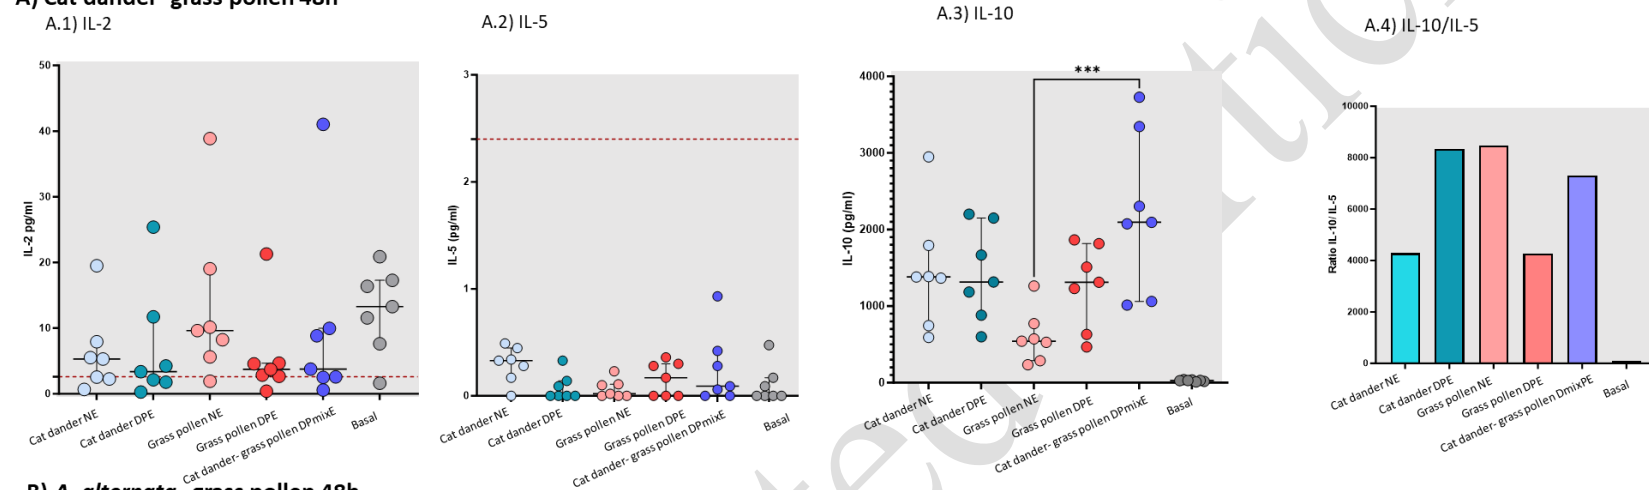 A) Cat dander- grass pollen 48h
A.1) IL-2
A.2) IL-5
A.3) IL-10
A.4) IL-10/IL-5
IL-2 pg/ml
50
40
30
20
10
0
Cat dander NE
Cat dander DPE
Grass pollen NE
Grass pollen DPE
Cat dander- grass pollen DPmixE
Basal
IL-5 (pg/ml)
3
2
1
0
Cat dander NE
Cat dander DPE
Grass pollen NE
Grass pollen DPE
Cat dander- grass pollen DPmixE
Basal
IL-10 (pg/ml)
4000
3000
2000
1000
0
***
Cat dander NE
Cat dander DPE
Grass pollen NE
Grass pollen DPE
Cat dander- grass pollen DPmixE
Basal
Ratio IL-10/ IL-5
10000
8000
6000
4000
2000
0
Cat dander NE
Cat dander DPE
Grass pollen NE
Grass pollen DPE
Cat dander- grass pollen DmixPE
Basal
B) A. alternata- grass pollen 48h